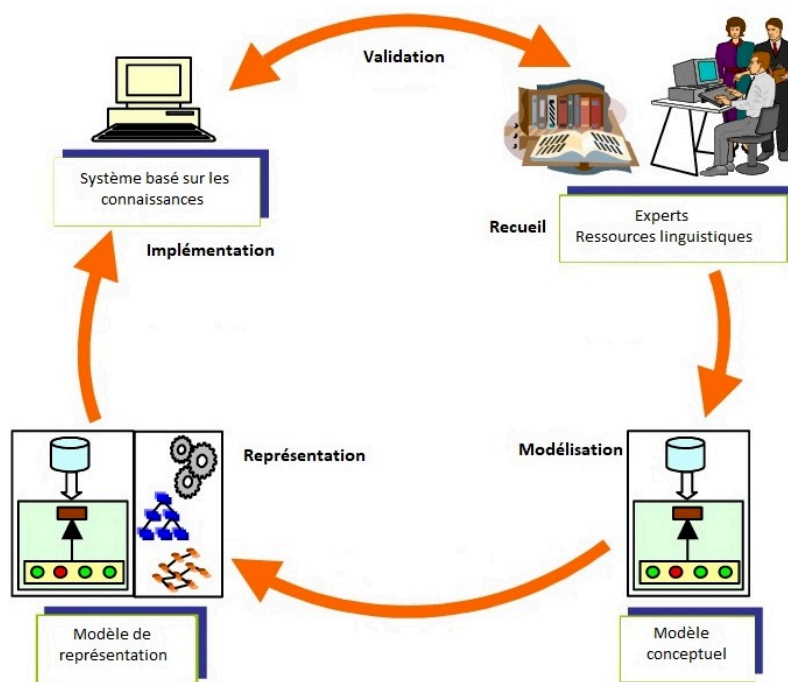 Validation
Système basé sur les
connaissances
Recueil
Experts
Ressources linguistiques
Implémentation
Représentation
Modélisation
Modèle de
représentation
Modèle
conceptuel